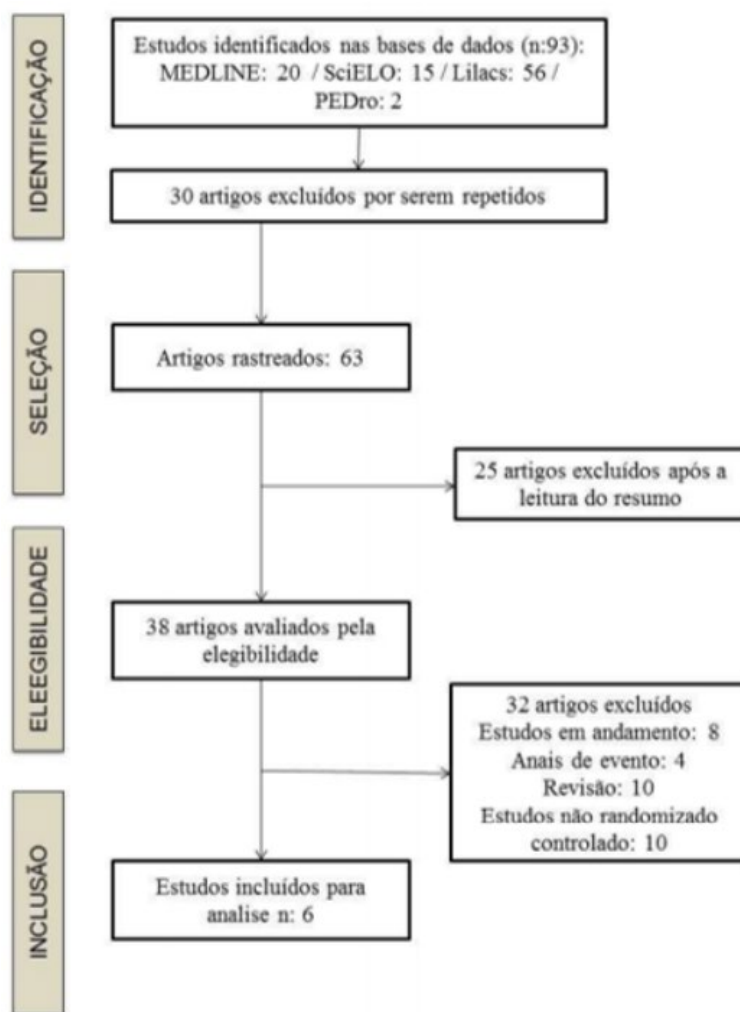 IDENTIFICAÇÃO
Estudos identificados nas bases de dados (n:93):
MEDLINE: 20 / SciELO: 15 / Lilacs: 56 /
PEDro: 2
30 artigos excluídos por serem repetidos
SELEÇÃO
Artigos rastreados: 63
25 artigos excluídos após a
leitura do resumo
ELEEGIBILIDADE
38 artigos avaliados pela
elegibilidade
32 artigos excluídos
Estudos em andamento: 8
Anais de evento: 4
Revisão: 10
Estudos não randomizado
controlado: 10
INCLUSÃO
Estudos incluídos para
analise n: 6